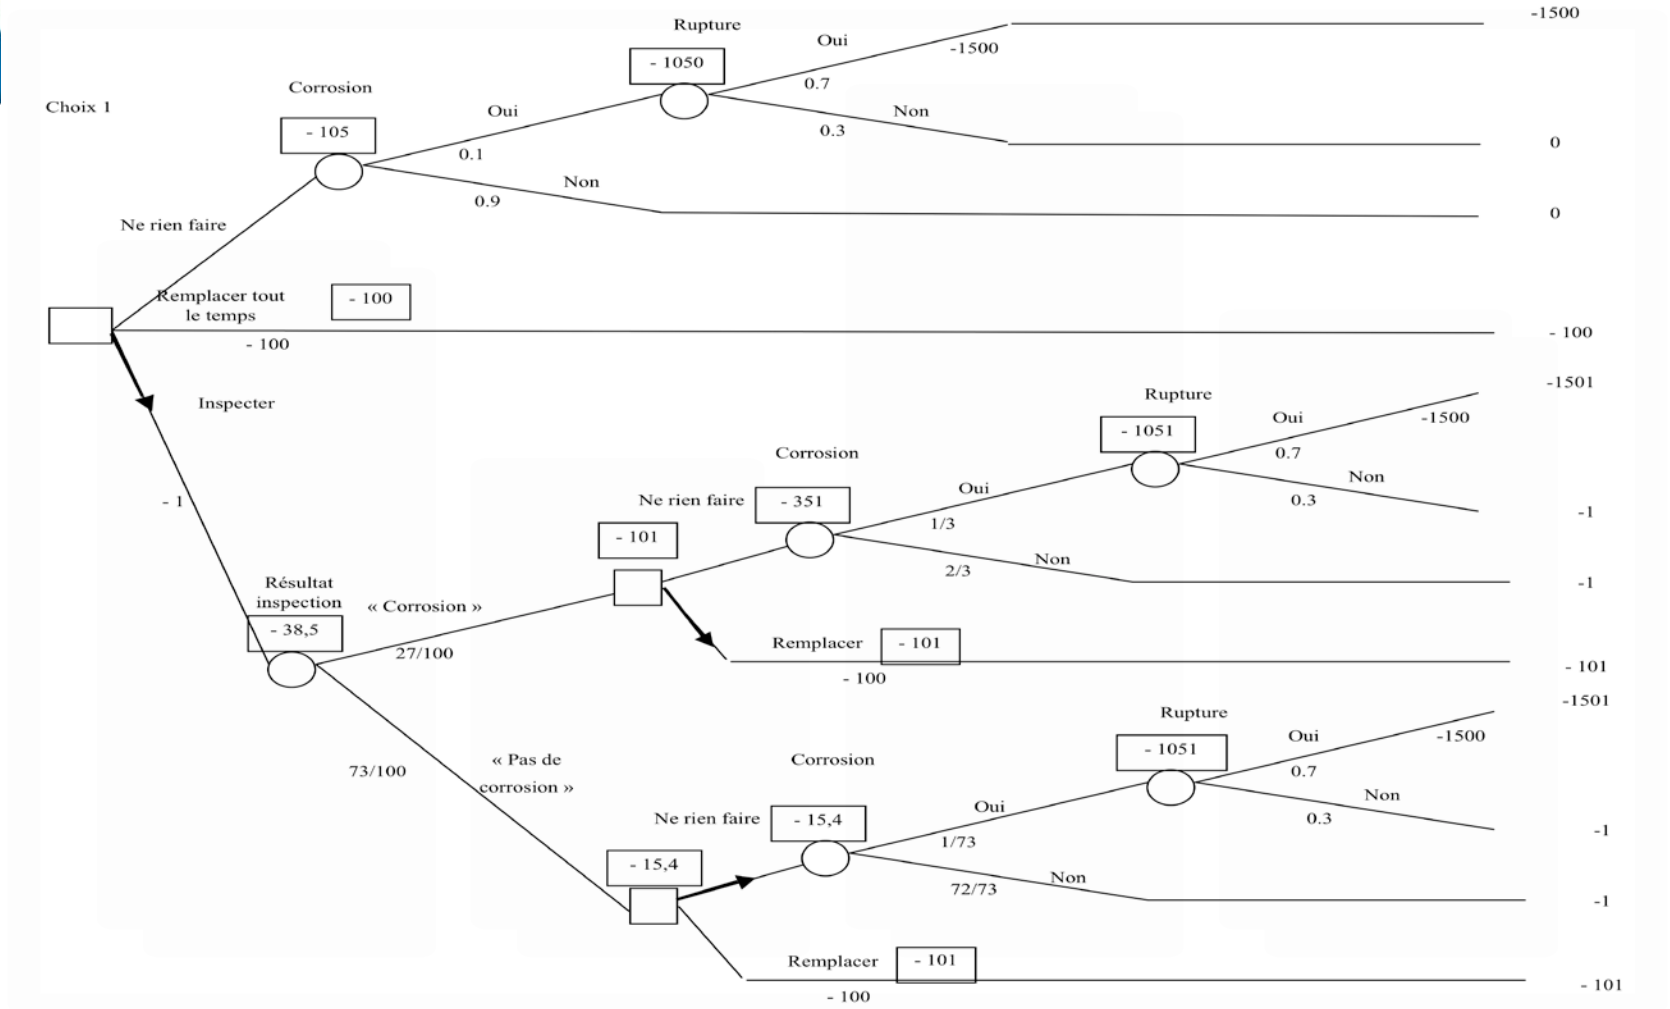 -1500
Rupture
Oui
-1500
- 1050
0.7
Corrosion
Choix 1
Oui
Non
- 105
0.3
0
0.1
Non
0.9
0
Ne rien faire
Remplacer tout
le temps
- 100
- 100
- 100
-1501
Rupture
Inspecter
Oui
-1500
- 1051
0.7
Corrosion
Non
Ne rien faire
- 351
Oui
0.3
- 1
-1
1/3
- 101
Non
2/3
-1
Résultat
inspection
« Corrosion »
- 38,5
27/100
Remplacer
- 101
- 101
- 100
-1501
Rupture
Oui
-1500
- 1051
0.7
« Pas de
corrosion »
73/100
Corrosion
Non
Oui
Ne rien faire
- 15,4
0.3
-1
1/73
- 15,4
Non
72/73
-1
Remplacer
- 101
- 101
- 100